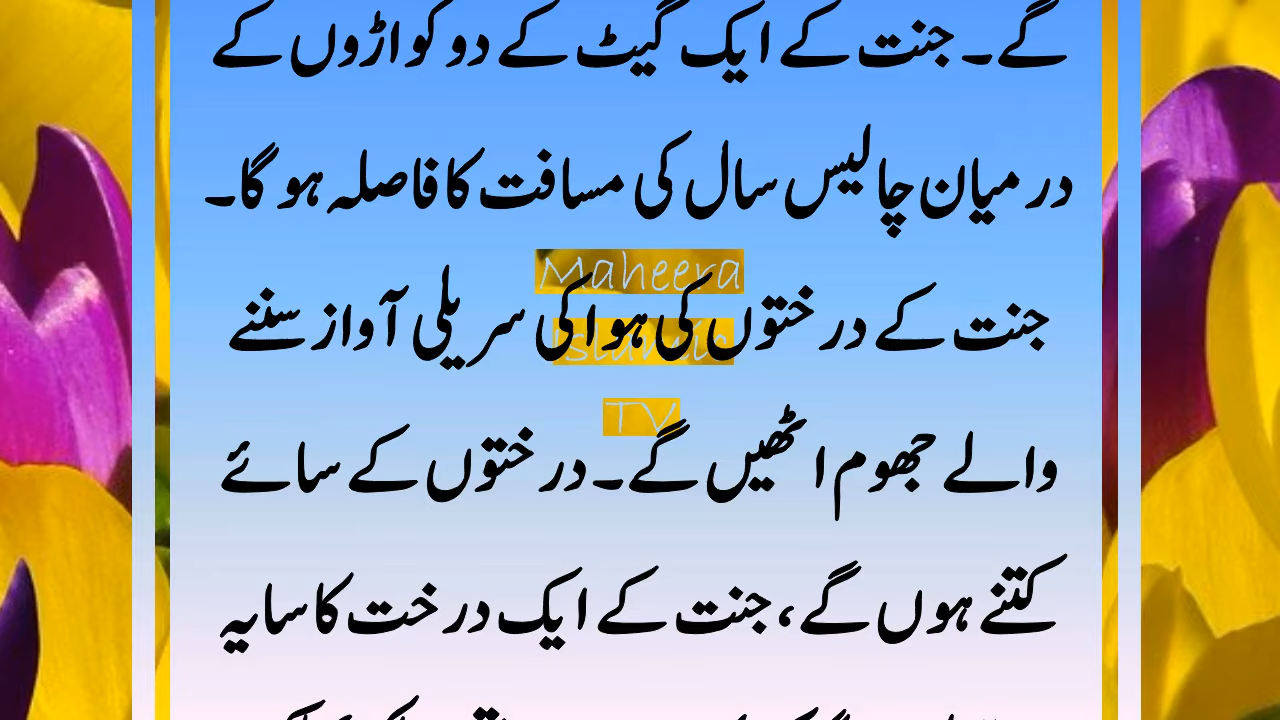 گے۔ جنت کے ایک گیٹ کے دو کواڑوں کے
درمیان چالیس سال کی مسافت کا فاصلہ ہو گا۔
Maheera
جنت کے درختوں کی ہوا کی سریلی آواز سننے
Islamic
TV
والے جھوم اٹھیں گے۔ درختوں کے سائے
کتنے ہوں گے، جنت کے ایک درخت کا سایہ